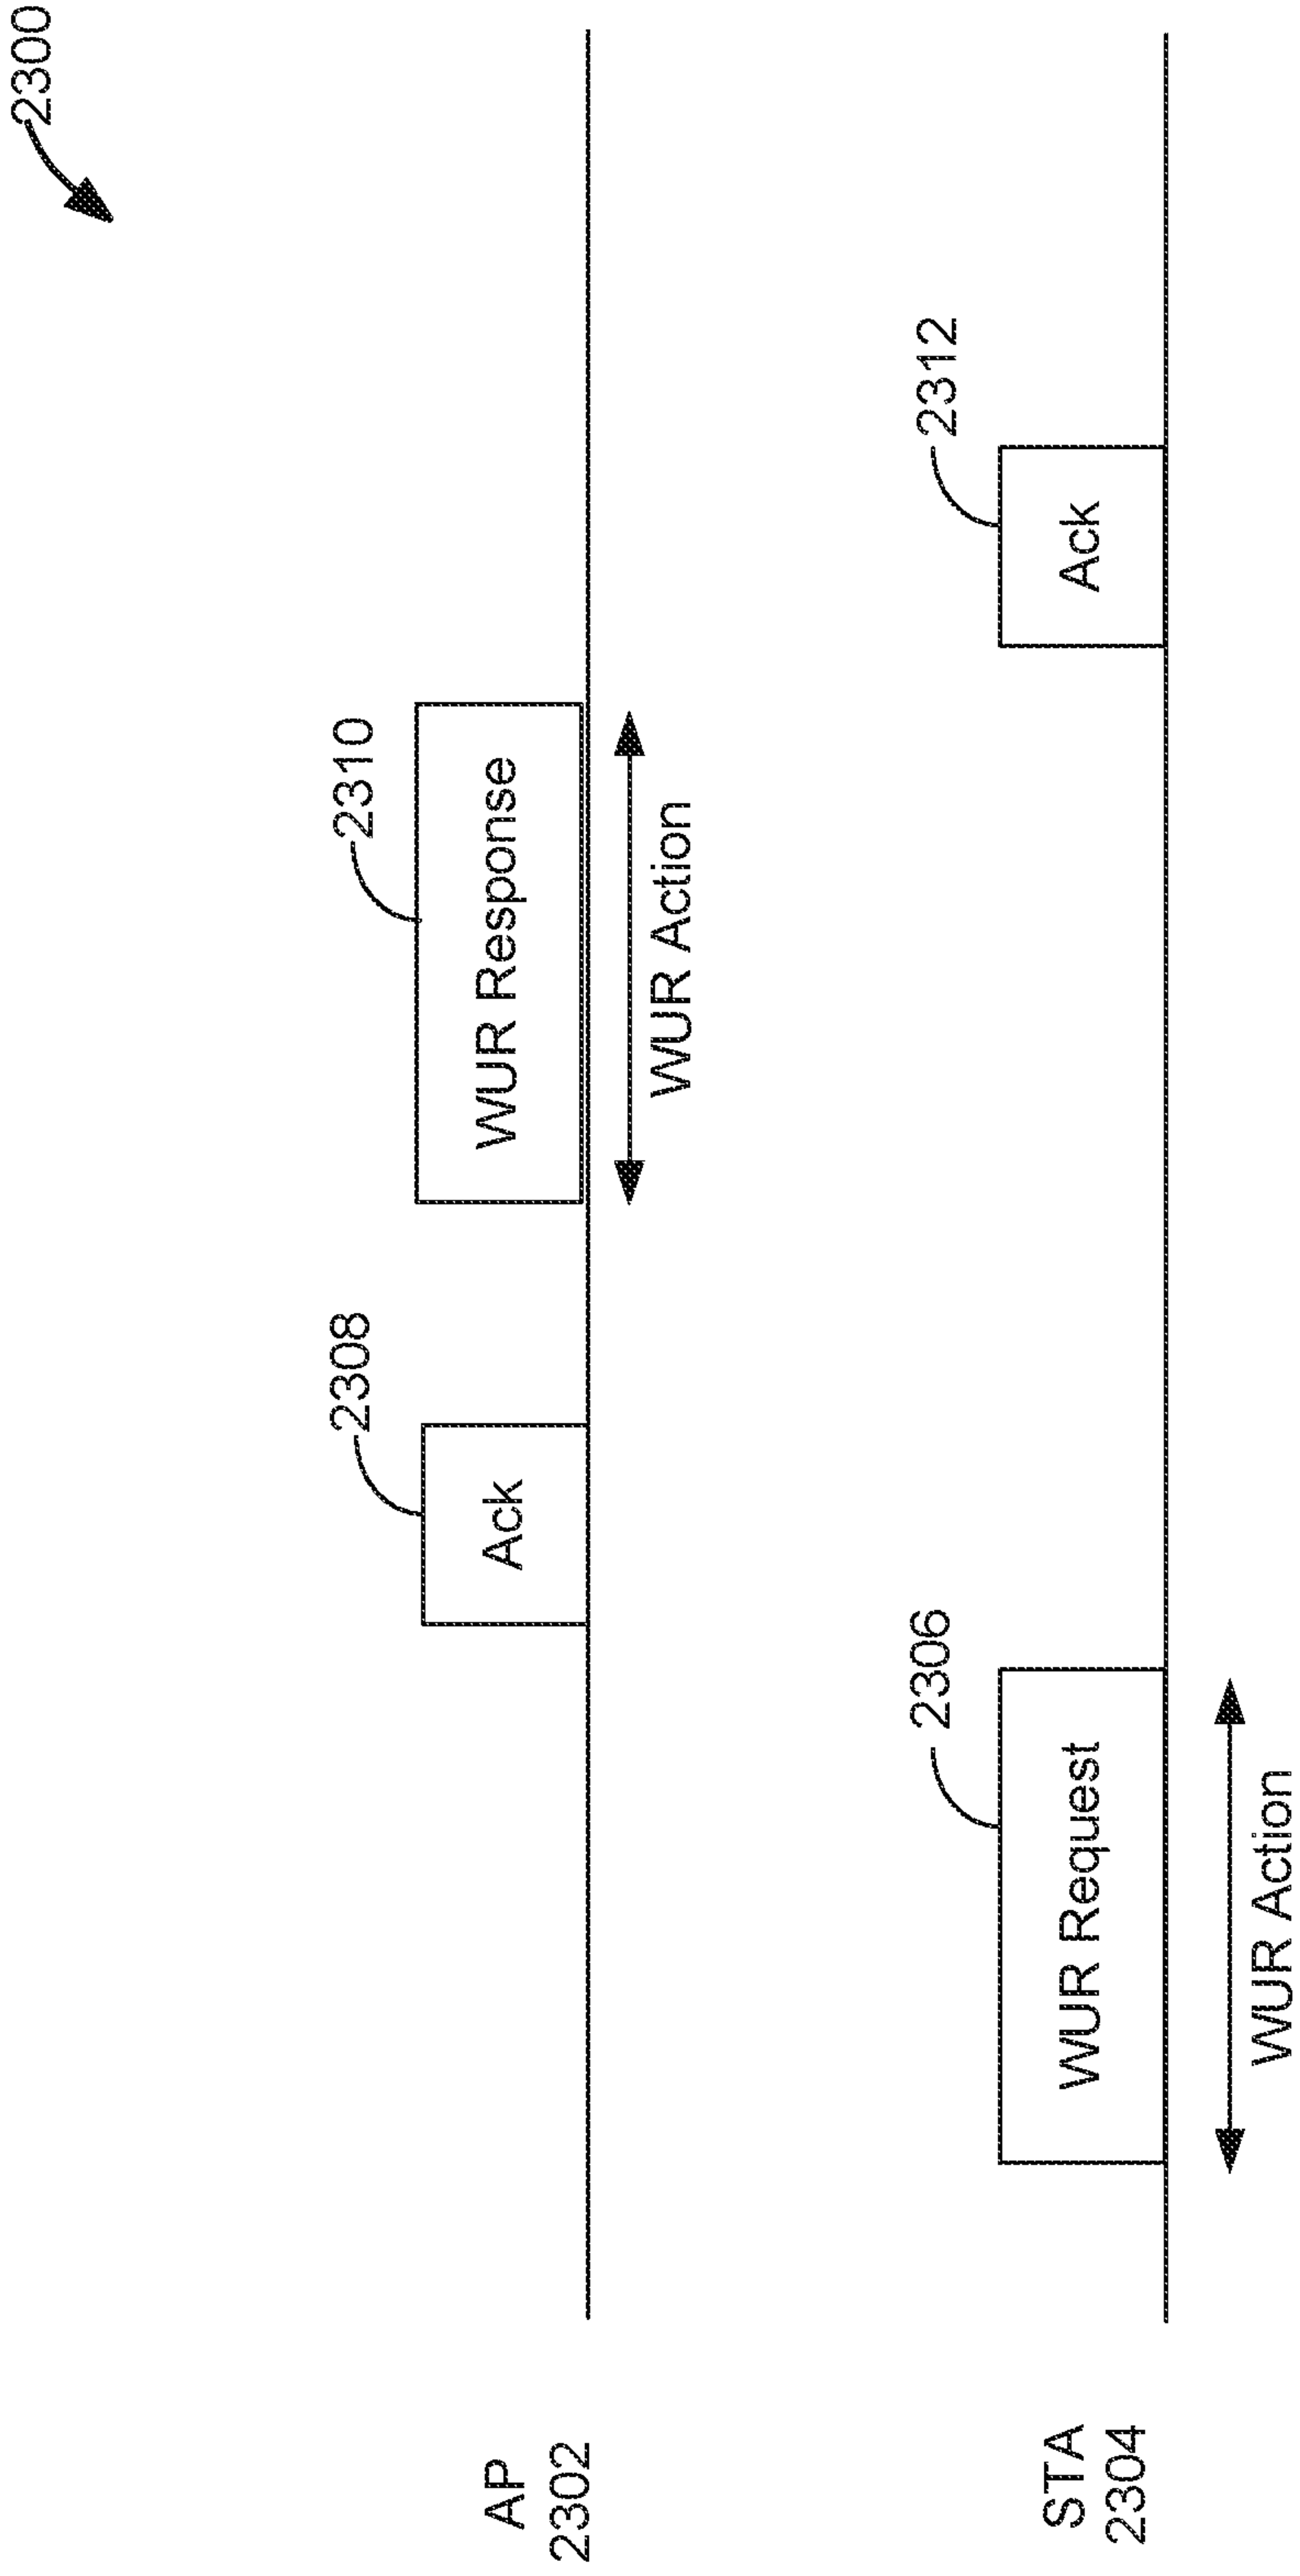 2300
AP
2302
2308
Ack
2310
WUR Response
WUR Action
STA
2304
2306
WUR Request
WUR Action
2312
Ack